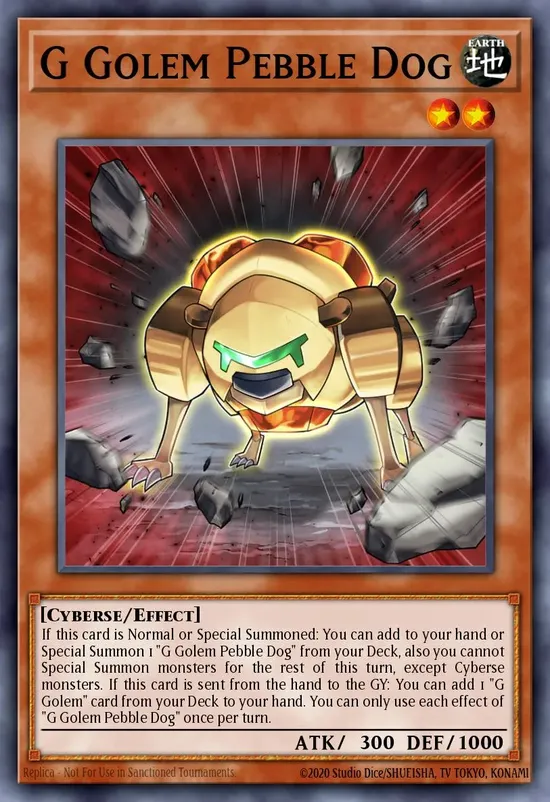 G Golem Pebble Dog
EARTH
地
[Cyberse/Effect]
If this card is Normal or Special Summoned: You can add to your hand or
Special Summon 1 "G Golem Pebble Dog" from your Deck, also you cannot
Special Summon monsters for the rest of this turn, except Cyberse
monsters. If this card is sent from the hand to the GY: You can add 1 "G
Golem" card from your Deck to your hand. You can only use each effect of
"G Golem Pebble Dog" once per turn.
ATK/ 300 DEF/1000
Replica - Not For Use in Sanctioned Tournaments
©2020 Studio Dice/SHUEISHA, TV TOKYO, KONAMI